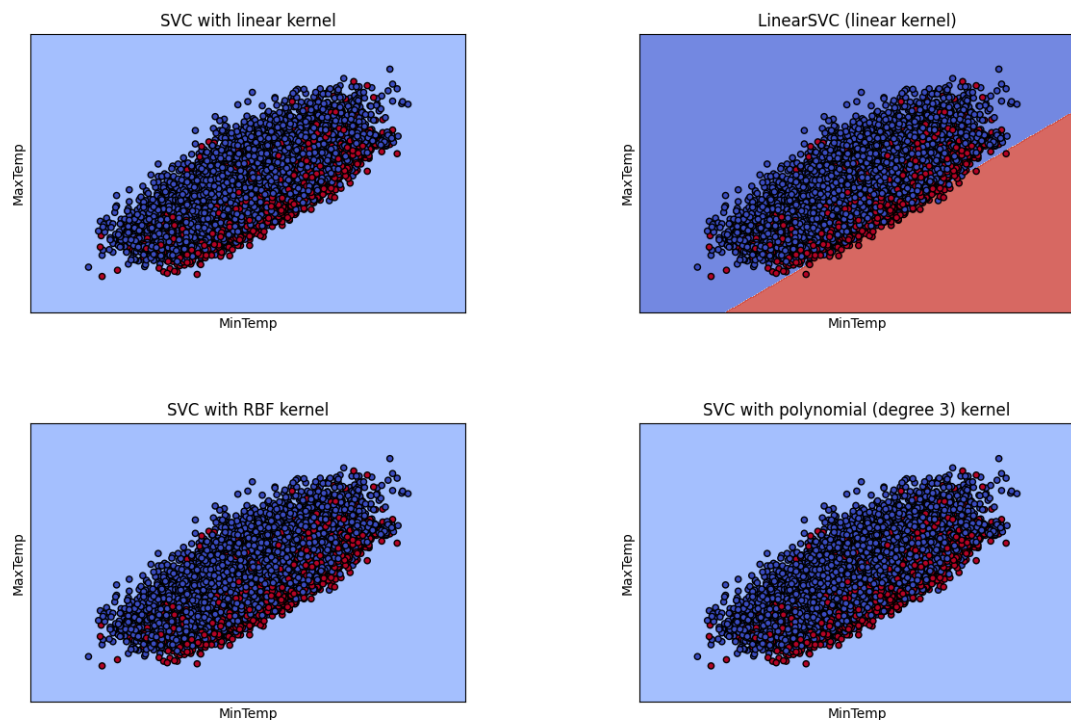 SVC with linear kernel
MaxTemp
MinTemp
LinearSVC (linear kernel)
MaxTemp
MinTemp
SVC with RBF kernel
MaxTemp
MinTemp
SVC with polynomial (degree 3) kernel
MaxTemp
MinTemp